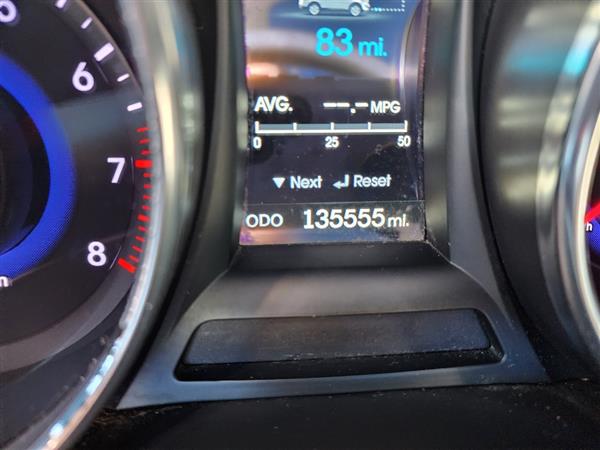 6
7
8
83 mi.
AVG. --.- MPG
0 25 50
▼ Next ↲ Reset
ODO 135555 mi.